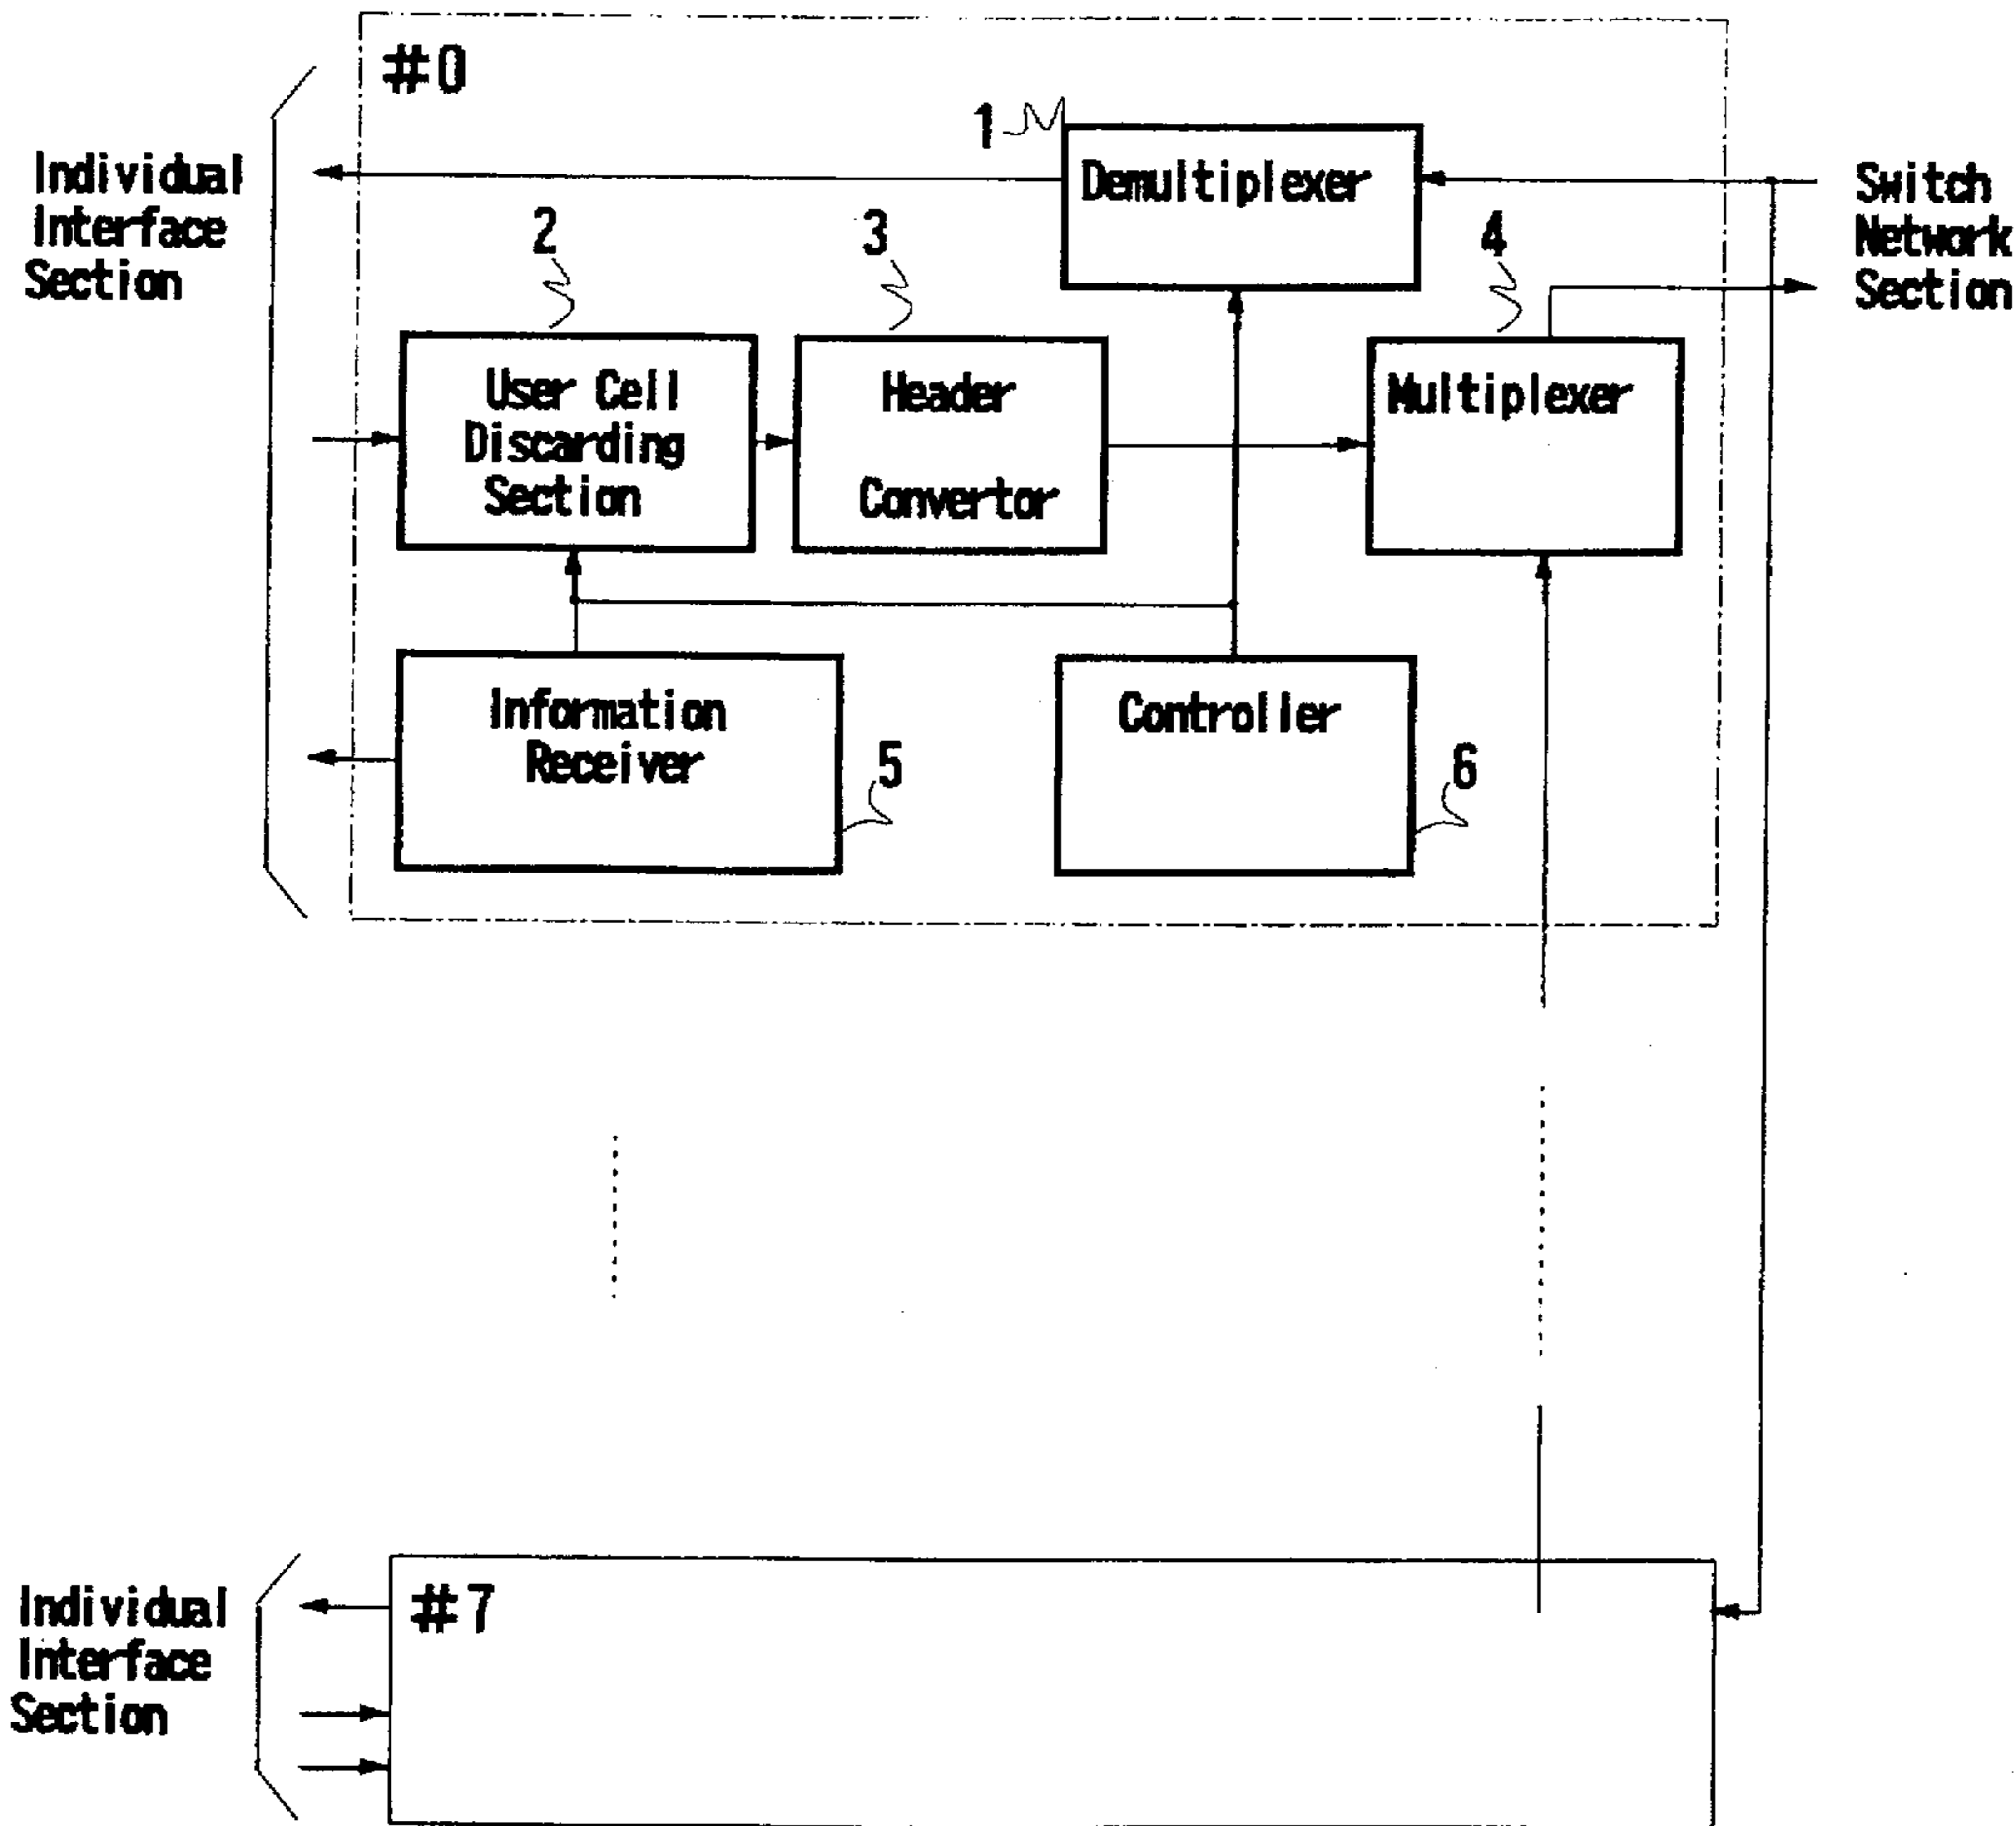 #0
1
Individual
Interface
Section
Demultiplexer
Switch
Network
Section
2
3
4
User Cell
Discarding
Section
Header
Convertor
Multiplexer
Information
Receiver
5
Controller
6
Individual
Interface
Section
#7